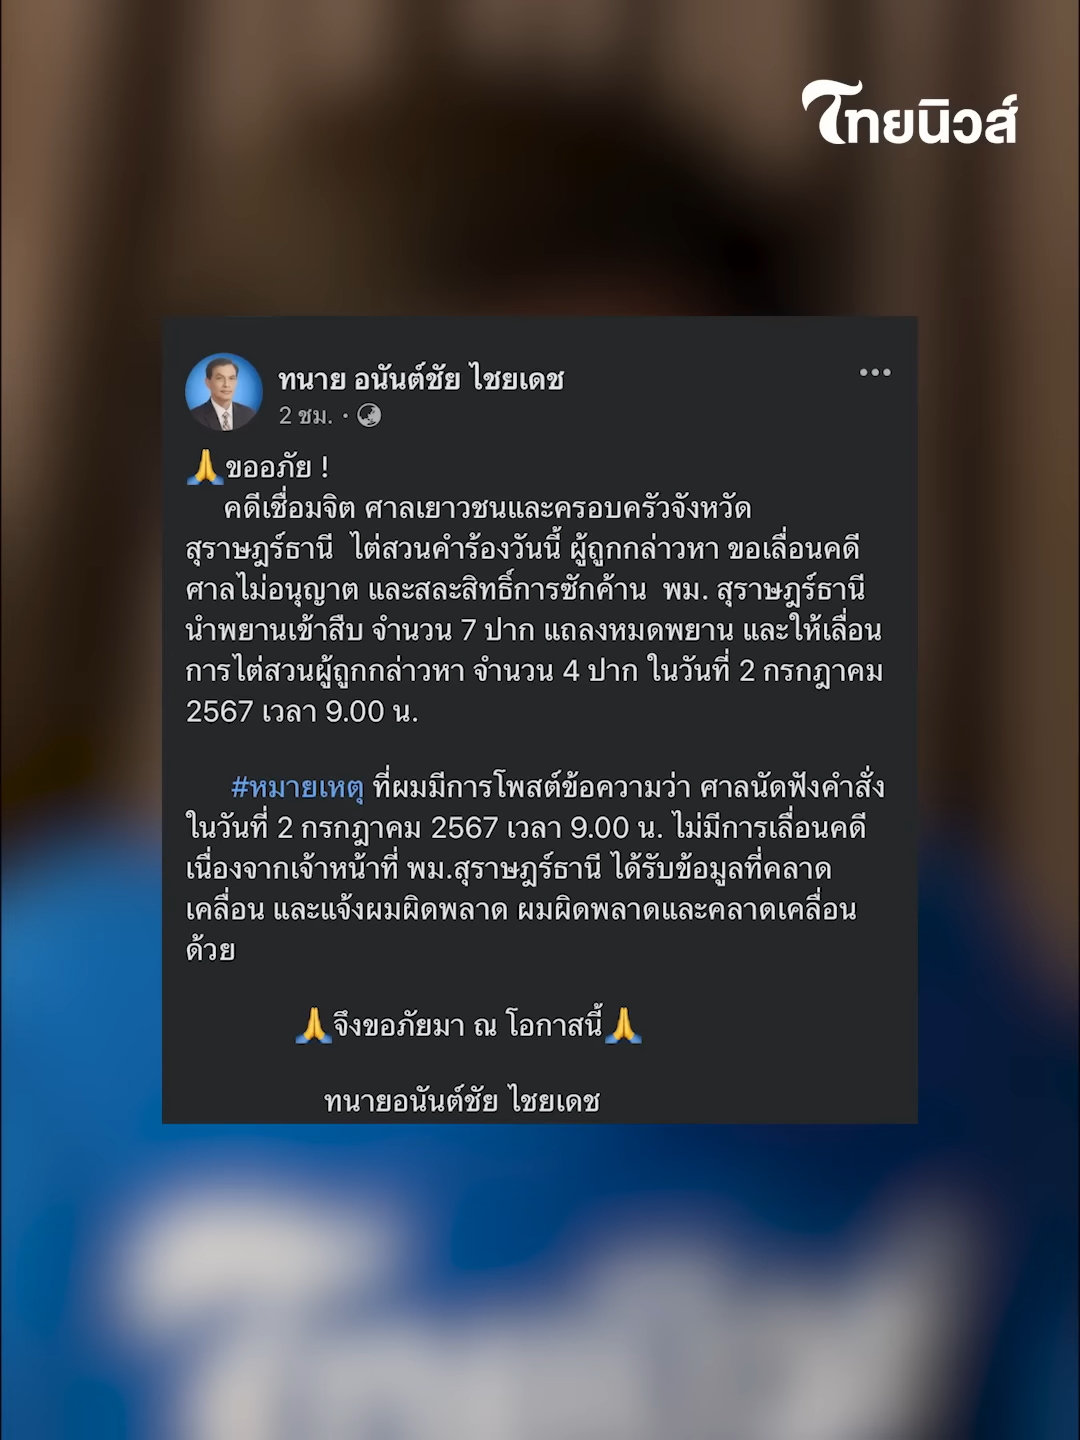 ไทยนิวส์
ทนาย อนันต์ชัย ไชยเดช
2 ชม. ·
🙏ขออภัย !
คดีเชื่อมจิต ศาลเยาวชนและครอบครัวจังหวัด
สุราษฎร์ธานี ไต่สวนคำร้องวันนี้ ผู้ถูกกล่าวหา ขอเลื่อนคดี
ศาลไม่อนุญาต และสละสิทธิ์การซักค้าน พม. สุราษฎร์ธานี
นำพยานเข้าสืบ จำนวน 7 ปาก แถลงหมดพยาน และให้เลื่อน
การไต่สวนผู้ถูกกล่าวหา จำนวน 4 ปาก ในวันที่ 2 กรกฎาคม
2567 เวลา 9.00 น.
#หมายเหตุ ที่ผมมีการโพสต์ข้อความว่า ศาลนัดฟังคำสั่ง
ในวันที่ 2 กรกฎาคม 2567 เวลา 9.00 น. ไม่มีการเลื่อนคดี
เนื่องจากเจ้าหน้าที่ พม.สุราษฎร์ธานี ได้รับข้อมูลที่คลาด
เคลื่อน และแจ้งผมผิดพลาด ผมผิดพลาดและคลาดเคลื่อน
ด้วย
🙏จึงขอภัยมา ณ โอกาสนี้🙏
ทนายอนันต์ชัย ไชยเดช